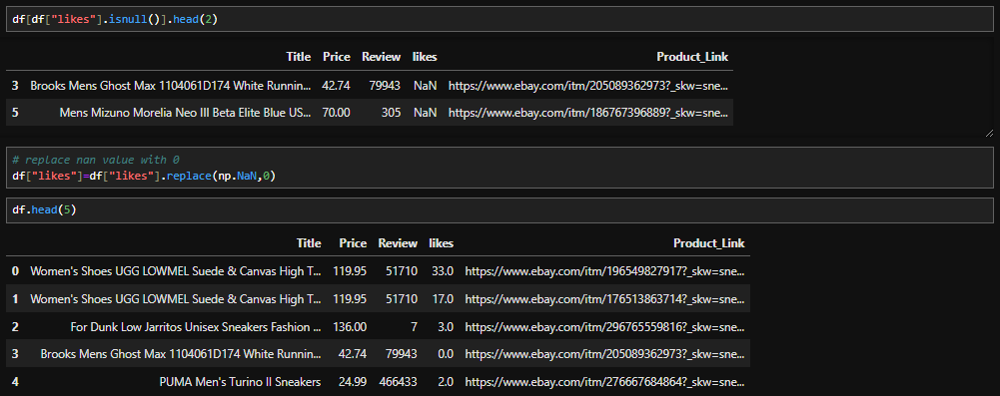 df[df["likes"].isnull()].head(2)
Title Price Review likes Product_Link
3 Brooks Mens Ghost Max 1104061D174 White Runnin... 42.74 79943 NaN https://www.ebay.com/itm/205089362973?_skw=sne...
5 Mens Mizuno Morelia Neo III Beta Elite Blue US... 70.00 305 NaN https://www.ebay.com/itm/186767396889?_skw=sne...
# replace nan value with 0
df["likes"]=df["likes"].replace(np.NaN,0)
df.head(5)
Title Price Review likes Product_Link
0 Women's Shoes UGG LOWMEL Suede & Canvas High T... 119.95 51710 33.0 https://www.ebay.com/itm/196549827917?_skw=sne...
1 Women's Shoes UGG LOWMEL Suede & Canvas High T... 119.95 51710 17.0 https://www.ebay.com/itm/176513863714?_skw=sne...
2 For Dunk Low Jarritos Unisex Sneakers Fashion ... 136.00 7 3.0 https://www.ebay.com/itm/296765559816?_skw=sne...
3 Brooks Mens Ghost Max 1104061D174 White Runnin... 42.74 79943 0.0 https://www.ebay.com/itm/205089362973?_skw=sne...
4 PUMA Men's Turino II Sneakers 24.99 466433 2.0 https://www.ebay.com/itm/276667684864?_skw=sne...